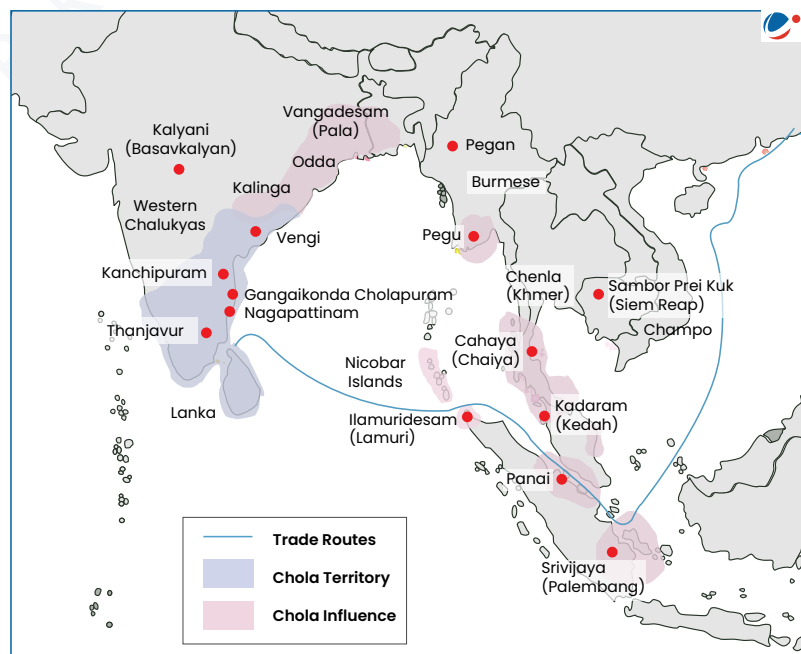 Vangadesam
(Pala)
Kalyani
(Basavkalyan)
Pegan
Odda
Burmese
Kalinga
Western
Chalukyas
Vengi
Pegu
Kanchipuram
Chenla
(Khmer)
Sambor Prei Kuk
(Siem Reap)
Gangaikonda Cholapuram
Nagapattinam
Thanjavur
Champo
Cahaya
(Chaiya)
Nicobar
Islands
Lanka
Kadaram
(Kedah)
Ilamuridesam
(Lamuri)
Panai
Srivijaya
(Palembang)
Trade Routes
Chola Territory
Chola Influence